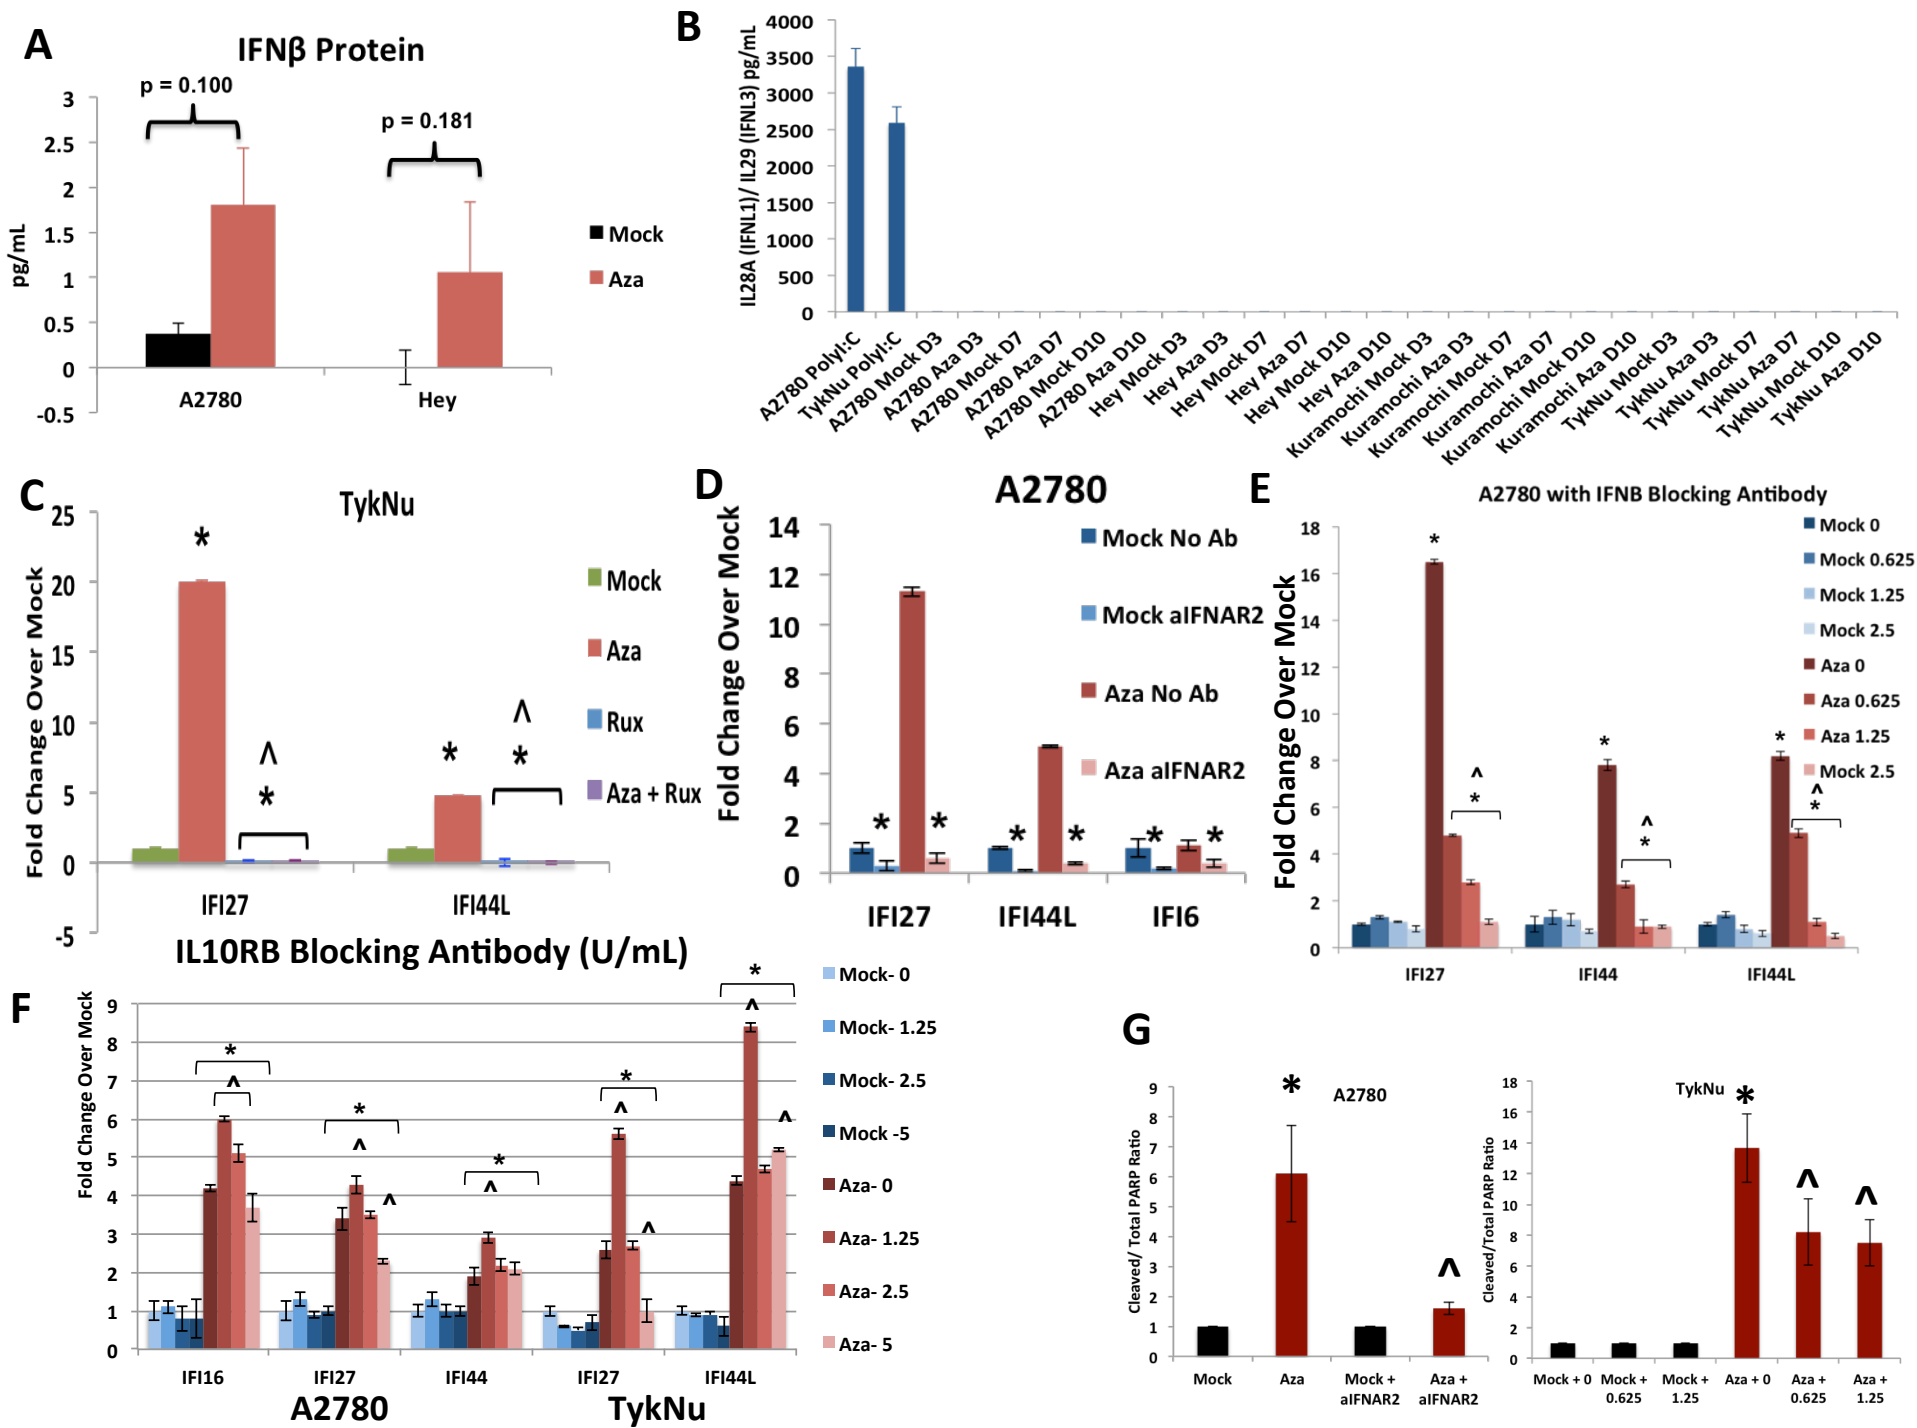 A
IFNβ Protein
p = 0.100
p = 0.181
pg/mL
3
2.5
2
1.5
1
0.5
0
-0.5
A2780
Hey
Mock
Aza
B
IL28A (IFNL1)/ IL29 (IFNL3) pg/mL
4000
3500
3000
2500
2000
1500
1000
500
0
A2780 PolyI:C
TykNu PolyI:C
A2780 Mock D3
A2780 Aza D3
A2780 Mock D7
A2780 Aza D7
A2780 Mock D10
A2780 Aza D10
Hey Mock D3
Hey Aza D3
Hey Mock D7
Hey Aza D7
Hey Mock D10
Hey Aza D10
Kuramochi Mock D3
Kuramochi Aza D3
Kuramochi Mock D7
Kuramochi Aza D7
Kuramochi Mock D10
Kuramochi Aza D10
TykNu Mock D3
TykNu Aza D3
TykNu Mock D7
TykNu Aza D7
TykNu Mock D10
TykNu Aza D10
C
TykNu
Fold Change Over Mock
25
20
15
10
5
0
-5
*
^
*
*
^
*
IFI27
IFI44L
Mock
Aza
Rux
Aza + Rux
D
A2780
Fold Change Over Mock
14
12
10
8
6
4
2
0
* * * * * *
IFI27
IFI44L
IFI6
Mock No Ab
Mock aIFNAR2
Aza No Ab
Aza aIFNAR2
E
A2780 with IFNB Blocking Antibody
Fold Change Over Mock
18
16
14
12
10
8
6
4
2
0
*
^
*
*
^
*
*
^
*
IFI27
IFI44
IFI44L
Mock 0
Mock 0.625
Mock 1.25
Mock 2.5
Aza 0
Aza 0.625
Aza 1.25
Mock 2.5
F
IL10RB Blocking Antibody (U/mL)
Fold Change Over Mock
9
8
7
6
5
4
3
2
1
0
*
^
*
^
^
*
^
*
^
^
*
^
^
IFI16
IFI27
IFI44
IFI27
IFI44L
A2780
TykNu
Mock- 0
Mock- 1.25
Mock- 2.5
Mock -5
Aza- 0
Aza- 1.25
Aza- 2.5
Aza- 5
G
A2780
Cleaved/ Total PARP Ratio
9
8
7
6
5
4
3
2
1
0
*
^
Mock
Aza
Mock +
aIFNAR2
Aza +
aIFNAR2
TykNu
Cleaved/Total PARP Ratio
18
16
14
12
10
8
6
4
2
0
*
^
^
Mock + 0
Mock +
0.625
Mock +
1.25
Aza + 0
Aza +
0.625
Aza +
1.25